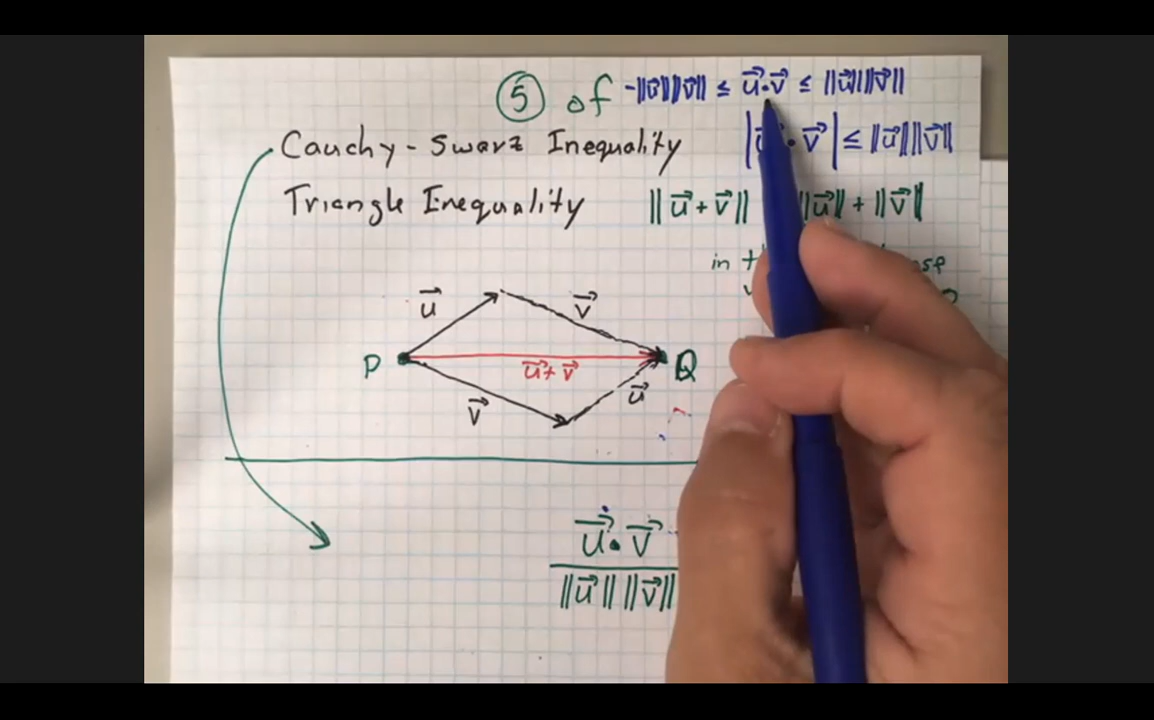 ⑤ of -||u⃗|| ||v⃗|| ≤ u⃗·v⃗ ≤ ||u⃗|| ||v⃗||
Cauchy - Swarz Inequality |u⃗ · v⃗| ≤ ||u⃗|| ||v⃗||
Triangle Inequality ||u⃗ + v⃗|| ||u⃗|| + ||v⃗||
in
u⃗ v⃗
P u⃗+v⃗ Q
v⃗ u⃗
u⃗ · v⃗
||u⃗|| ||v⃗||